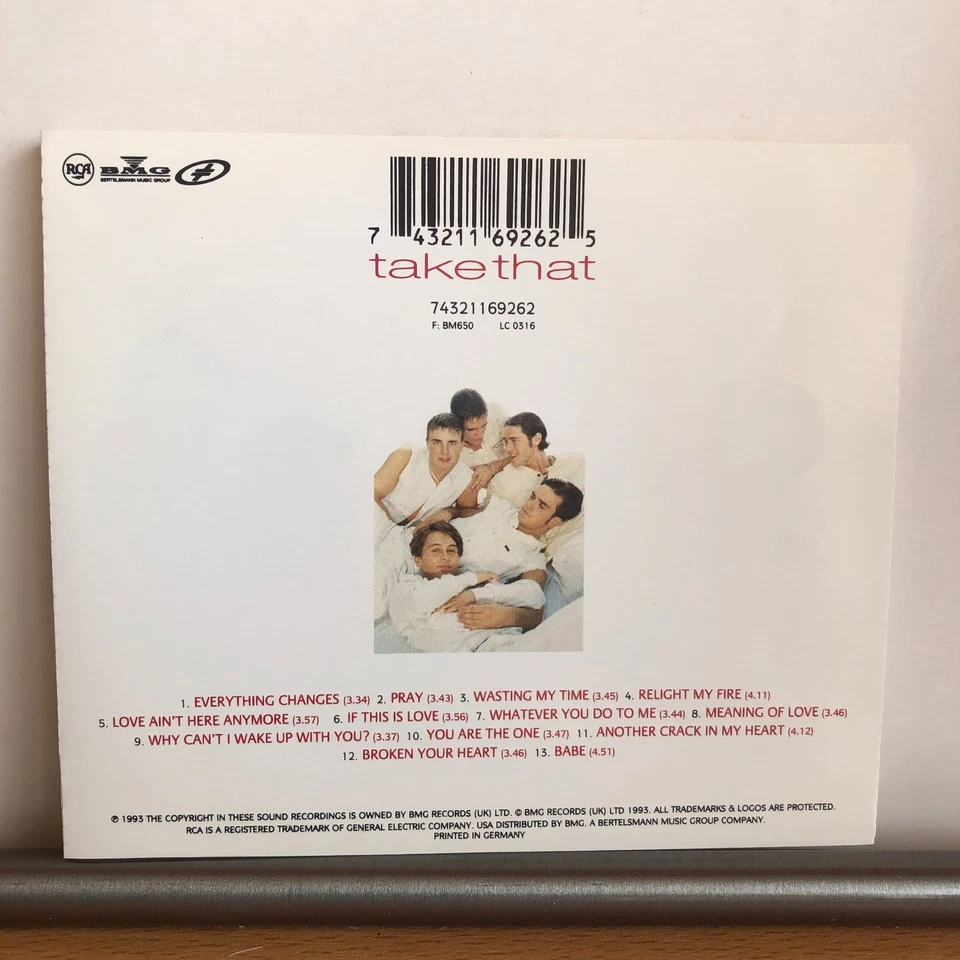 RCA BMG
BERTELSMANN MUSIC GROUP
7 43211 69262 5
take that
74321169262
F: BM650 LC 0316
1. EVERYTHING CHANGES (3.34) 2. PRAY (3.43) 3. WASTING MY TIME (3.45) 4. RELIGHT MY FIRE (4.11)
5. LOVE AIN'T HERE ANYMORE (3.57) 6. IF THIS IS LOVE (3.56) 7. WHATEVER YOU DO TO ME (3.44) 8. MEANING OF LOVE (3.46)
9. WHY CAN'T I WAKE UP WITH YOU? (3.37) 10. YOU ARE THE ONE (3.47) 11. ANOTHER CRACK IN MY HEART (4.12)
12. BROKEN YOUR HEART (3.46) 13. BABE (4.51)
℗ 1993 THE COPYRIGHT IN THESE SOUND RECORDINGS IS OWNED BY BMG RECORDS (UK) LTD. © BMG RECORDS (UK) LTD 1993. ALL TRADEMARKS & LOGOS ARE PROTECTED.
RCA IS A REGISTERED TRADEMARK OF GENERAL ELECTRIC COMPANY. USA DISTRIBUTED BY BMG. A BERTELSMANN MUSIC GROUP COMPANY.
PRINTED IN GERMANY